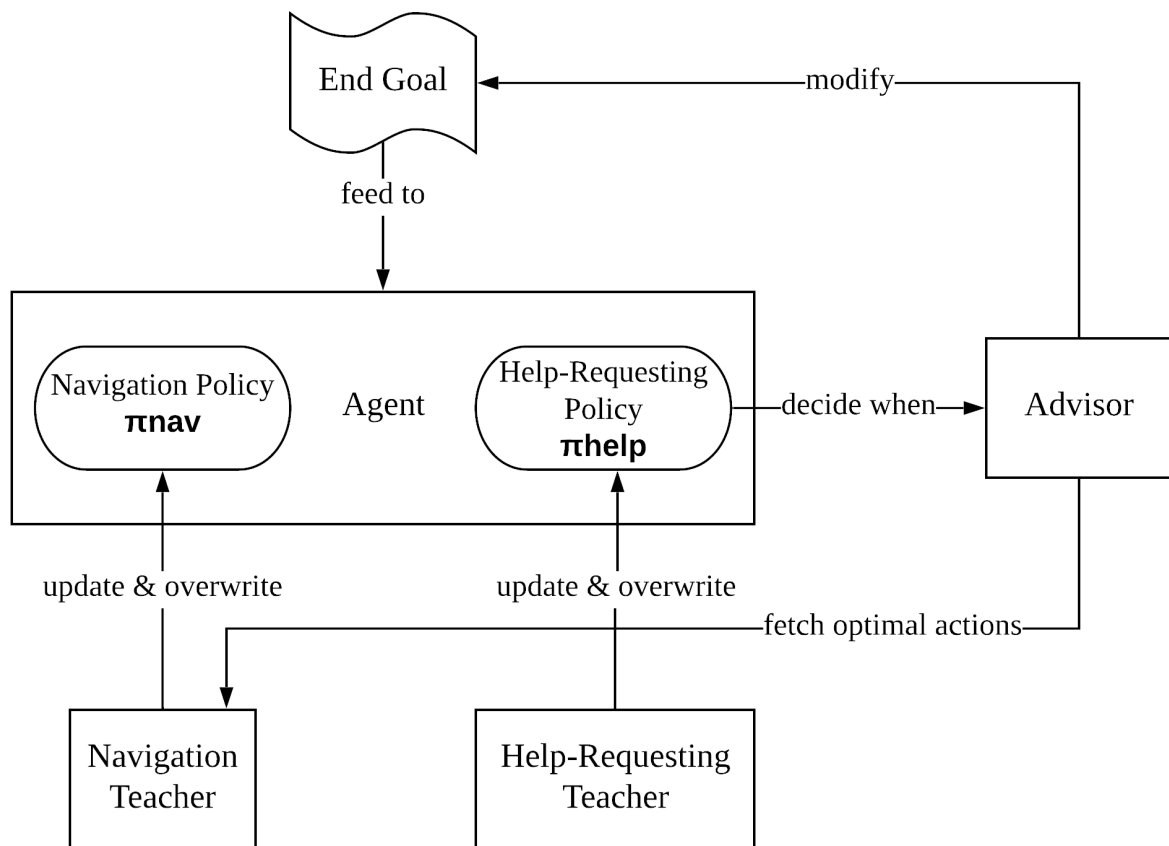 End Goal
modify
feed to
Navigation Policy
πnav
Agent
Help-Requesting
Policy
πhelp
decide when
Advisor
update & overwrite
update & overwrite
fetch optimal actions
Navigation
Teacher
Help-Requesting
Teacher